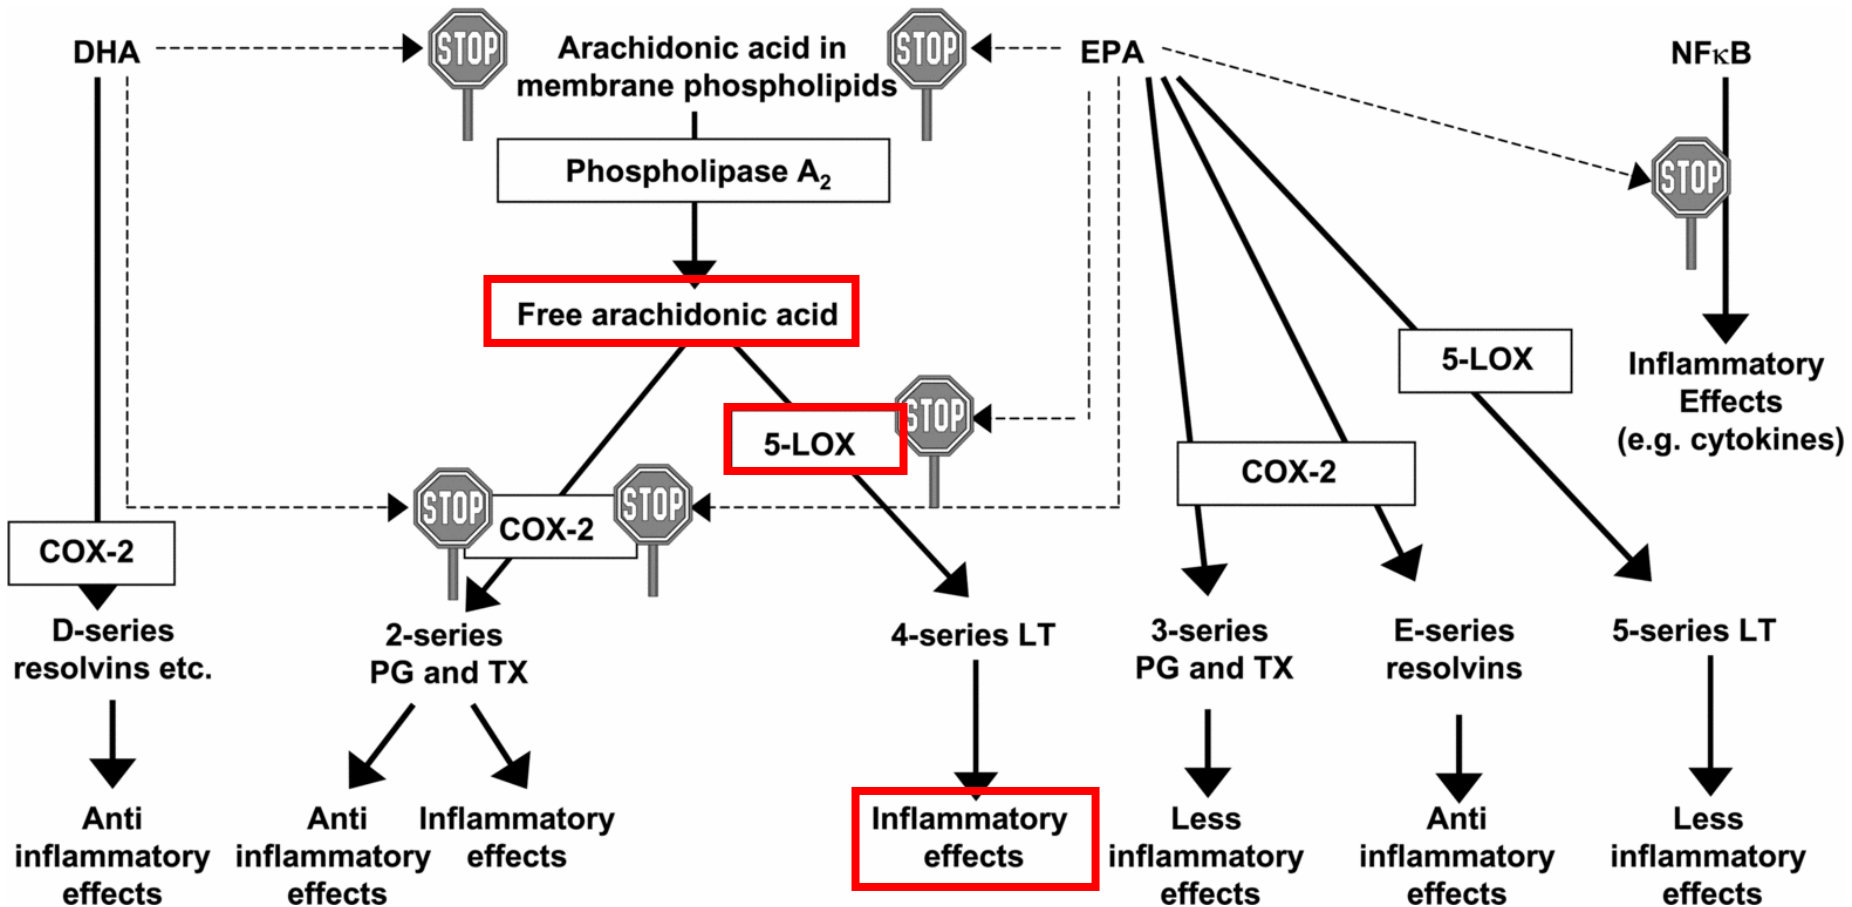 DHA
STOP
Arachidonic acid in
membrane phospholipids
STOP
EPA
NFκB
Phospholipase A₂
STOP
Free arachidonic acid
5-LOX
Inflammatory
Effects
(e.g. cytokines)
5-LOX
STOP
COX-2
STOP
COX-2
STOP
COX-2
D-series
resolvins etc.
2-series
PG and TX
4-series LT
3-series
PG and TX
E-series
resolvins
5-series LT
Anti
inflammatory
effects
Anti
inflammatory
effects
Inflammatory
effects
Inflammatory
effects
Less
inflammatory
effects
Anti
inflammatory
effects
Less
inflammatory
effects